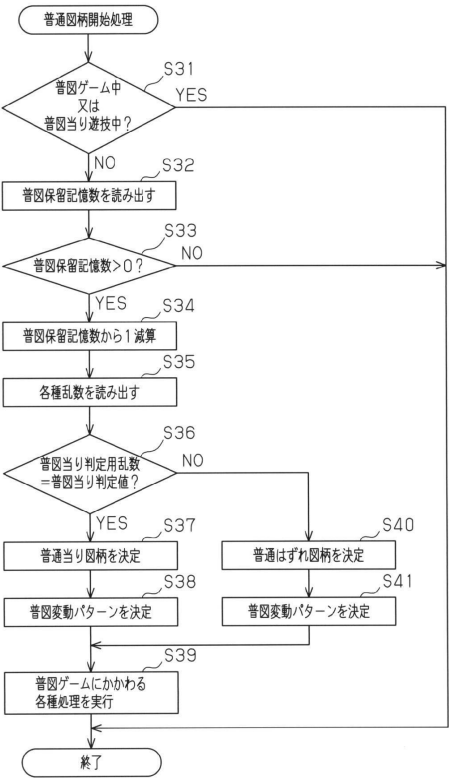 普通図柄開始処理
S31
普図ゲーム中
又は
普図当り遊技中？
YES
NO
S32
普図保留記憶数を読み出す
S33
普図保留記憶数＞0？
NO
YES
S34
普図保留記憶数から1減算
S35
各種乱数を読み出す
S36
普図当り判定用乱数
＝普図当り判定値？
NO
YES
S37
普通当り図柄を決定
S40
普通はずれ図柄を決定
S38
普図変動パターンを決定
S41
普図変動パターンを決定
S39
普図ゲームにかかわる
各種処理を実行
終了